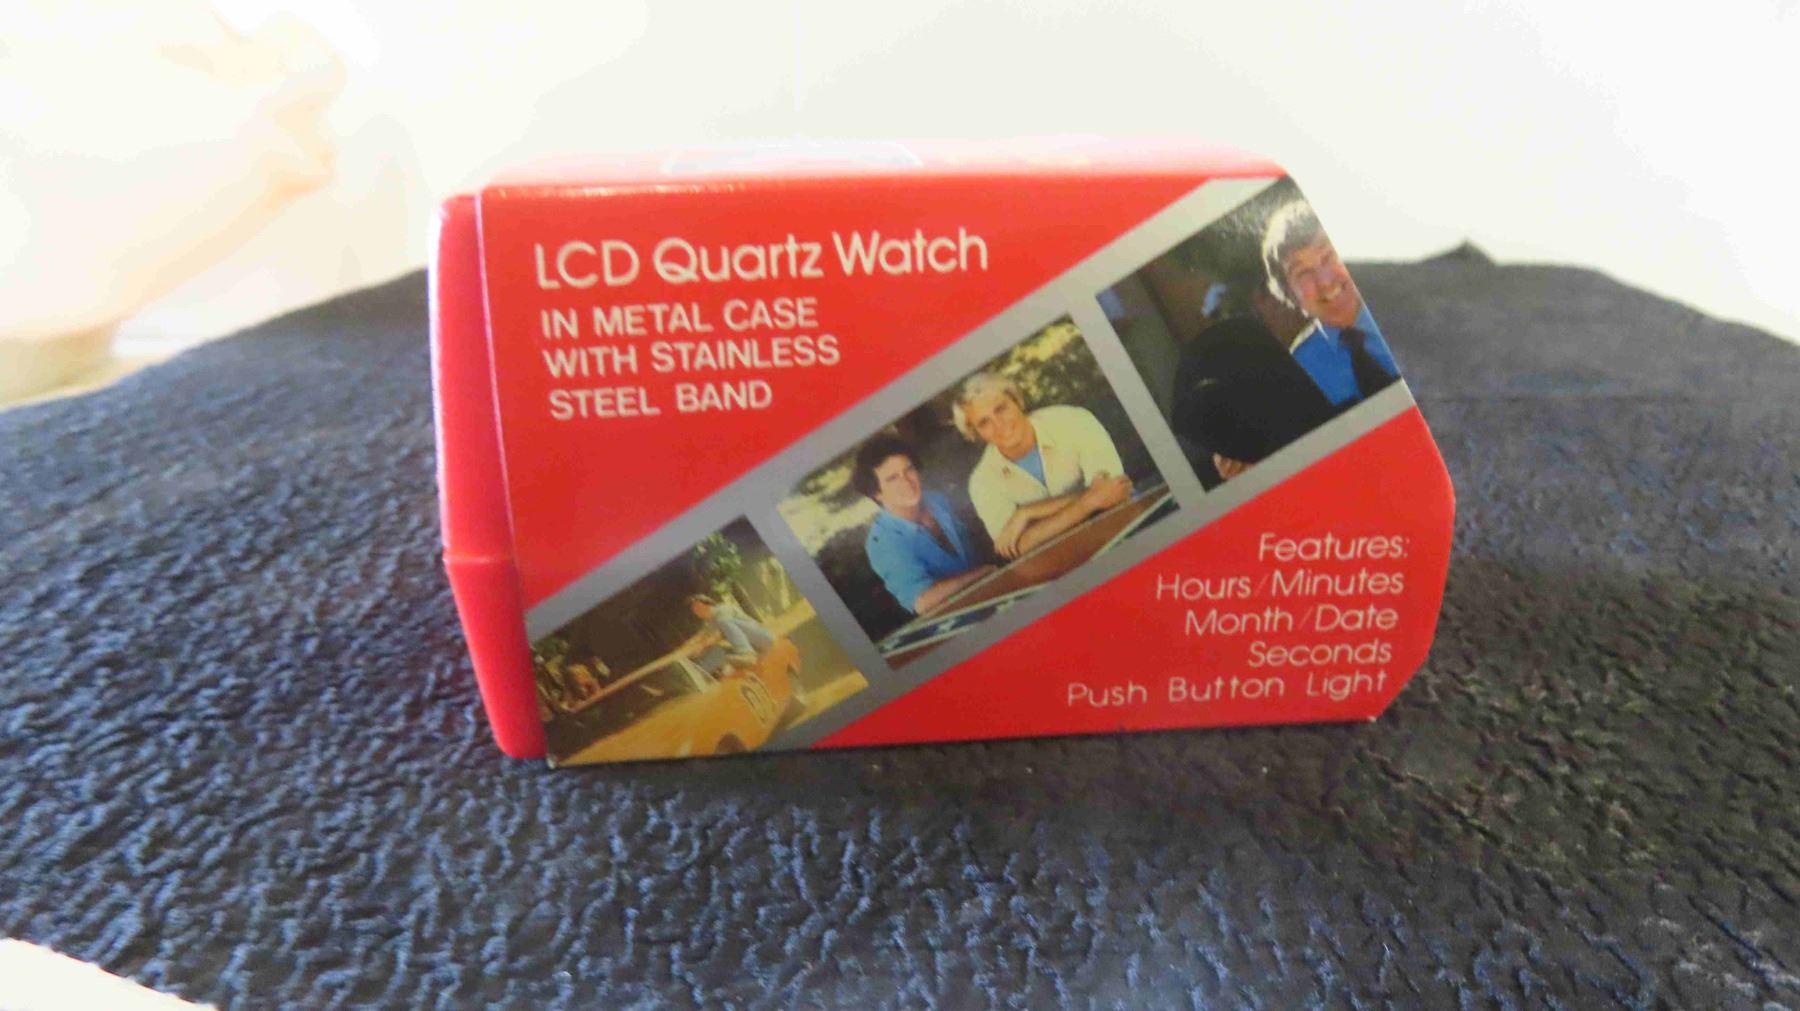 LCD Quartz Watch
IN METAL CASE
WITH STAINLESS
STEEL BAND
01
Features:
Hours/Minutes
Month/Date
Seconds
Push Button Light